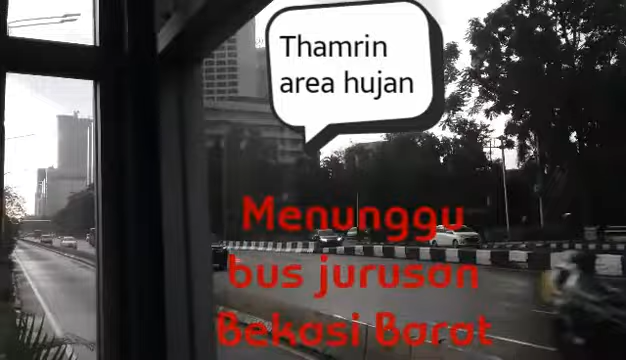 Thamrin
area hujan
Menunggu
bus jurusan
Bekasi Barat